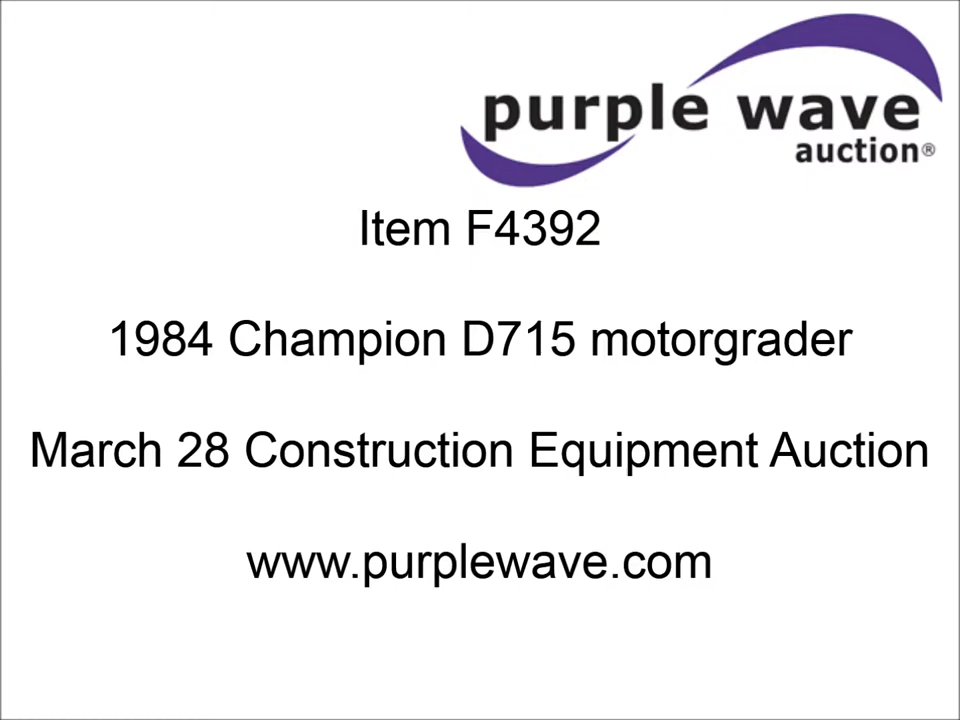 purple wave
auction®
Item F4392
1984 Champion D715 motorgrader
March 28 Construction Equipment Auction
www.purplewave.com